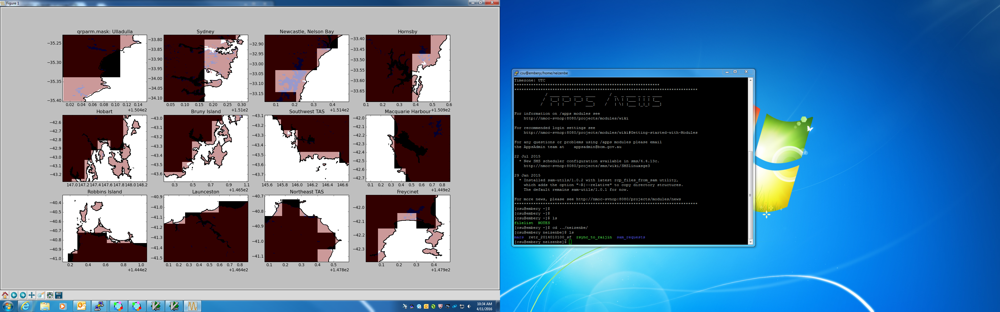 Figure 1
qrparm.mask: Ulladulla
−35.25
−35.30
−35.35
−35.40
0.02 0.04 0.06 0.08 0.10 0.12 0.14
+1.504e2
Sydney
−33.80
−33.85
−33.90
−33.95
−34.00
−34.05
−34.10
0.05 0.10 0.15 0.20 0.25 0.30
+1.51e2
Newcastle, Nelson Bay
−32.90
−32.95
−33.00
−33.05
−33.10
−33.15
0.1 0.2 0.3 0.4
+1.514e2
Hornsby
−33.40
−33.45
−33.50
−33.55
−33.60
−33.65
0.1 0.2 0.3 0.4 0.5 0.6
+1.509e2
Hobart
−42.6
−42.7
−42.8
−42.9
−43.0
−43.1
−43.2
147.0 147.2 147.4 147.6 147.8 148.0 148.2
Bruny Island
−43.0
−43.1
−43.2
−43.3
−43.4
−43.5
−43.6
0.3 0.5 0.7 0.9 1.1
+1.465e2
Southwest TAS
−43.1
−43.2
−43.3
−43.4
−43.5
−43.6
−43.7
145.6 145.8 146.0 146.2 146.4 146.6
Macquarie Harbour
−42.0
−42.1
−42.2
−42.3
−42.4
−42.5
−42.6
−42.7
0.1 0.2 0.3 0.4 0.5 0.6 0.7 0.8
+1.449e2
Robbins Island
−40.4
−40.5
−40.6
−40.7
−40.8
−40.9
−41.0
0.2 0.4 0.6 0.8 1.0
+1.444e2
Launceston
−40.9
−41.0
−41.1
−41.2
−41.3
−41.4
−41.5
0.1 0.2 0.3 0.4 0.5 0.6 0.7 0.8
+1.464e2
Northeast TAS
−40.7
−40.8
−40.9
−41.0
−41.1
0.1 0.2 0.3 0.4 0.5
+1.478e2
Freycinet
−42.0
−42.1
−42.2
−42.3
0.1 0.2 0.3 0.4
+1.479e2
10:34 AM
4/11/2016
csu@embery:/home/neizenbe
Timezone: UTC
*************************************************************
*****************************************************************************
/APPS /NEWS
For information on /apps modules see
http://nmoc-svnop:8080/projects/modules/wiki
For recommended login settings see
http://nmoc-svnop:8080/projects/modules/wiki#Getting-started-with-Modules
For any questions or problems using /apps modules please email
the AppsAdmin team at appsadmin@bom.gov.au
22 Jul 2015
* New SMS scheduler configuration available in sms/4.4.13c.
http://nmoc-svnop:8080/projects/sms/wiki/SMSlinuxsge3
29 Jan 2015
* Installed sam-utils/1.0.2 with latest rcp_files_from_sam utility,
which adds the option "-R|--relative" to copy directory structures.
The default remains sam-utils/1.0.1 for now.
For more news, please see http://nmoc-svnop:8080/projects/modules/news
*****************************************************************************
[csu@embery ~]$
[csu@embery ~]$
[csu@embery ~]$ ls
filelist NOTES
[csu@embery ~]$ cd ../neizenbe/
[csu@embery neizenbe]$ ls
mars retr_2014010100_sf rsync_to_raijin sam_requests
[csu@embery neizenbe]$